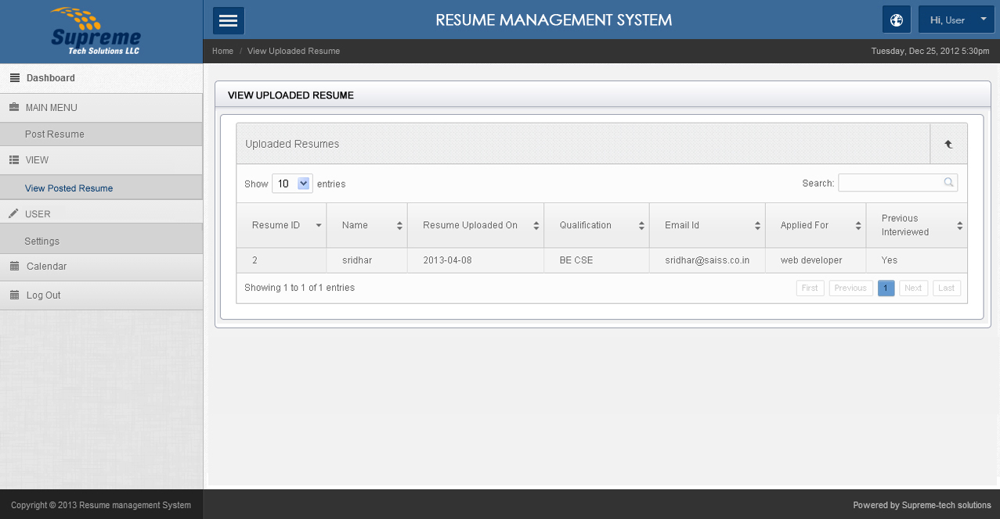 Supreme
Tech Solutions LLC
RESUME MANAGEMENT SYSTEM
Hi, User
Home / View Uploaded Resume
Tuesday, Dec 25, 2012 5:30pm
Dashboard
MAIN MENU
Post Resume
VIEW
View Posted Resume
USER
Settings
Calendar
Log Out
VIEW UPLOADED RESUME
Uploaded Resumes
Show 10 entries
Search:
Resume ID Name Resume Uploaded On Qualification Email Id Applied For Previous Interviewed
2 sridhar 2013-04-08 BE CSE sridhar@saiss.co.in web developer Yes
Showing 1 to 1 of 1 entries
First Previous 1 Next Last
Copyright © 2013 Resume management System
Powered by Supreme-tech solutions